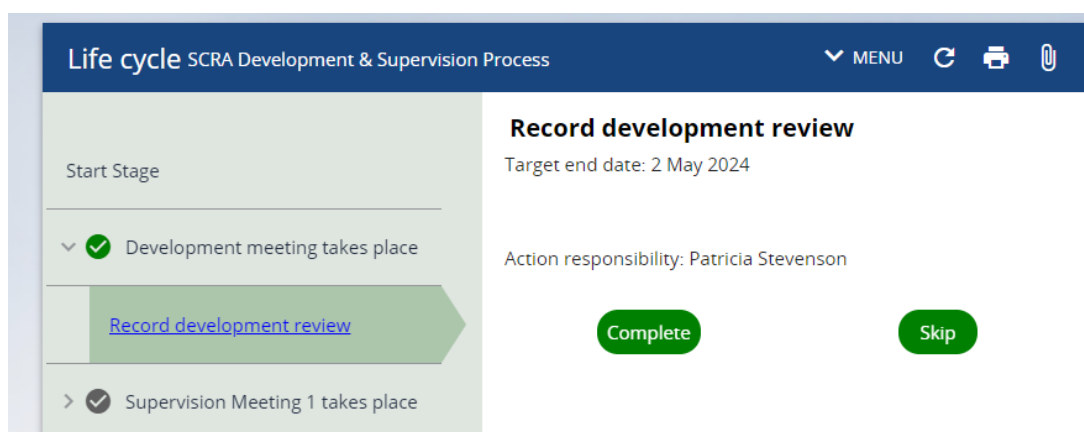 Life cycle SCRA Development & Supervision Process
MENU
Start Stage
Development meeting takes place
Record development review
Supervision Meeting 1 takes place
Record development review
Target end date: 2 May 2024
Action responsibility: Patricia Stevenson
Complete
Skip